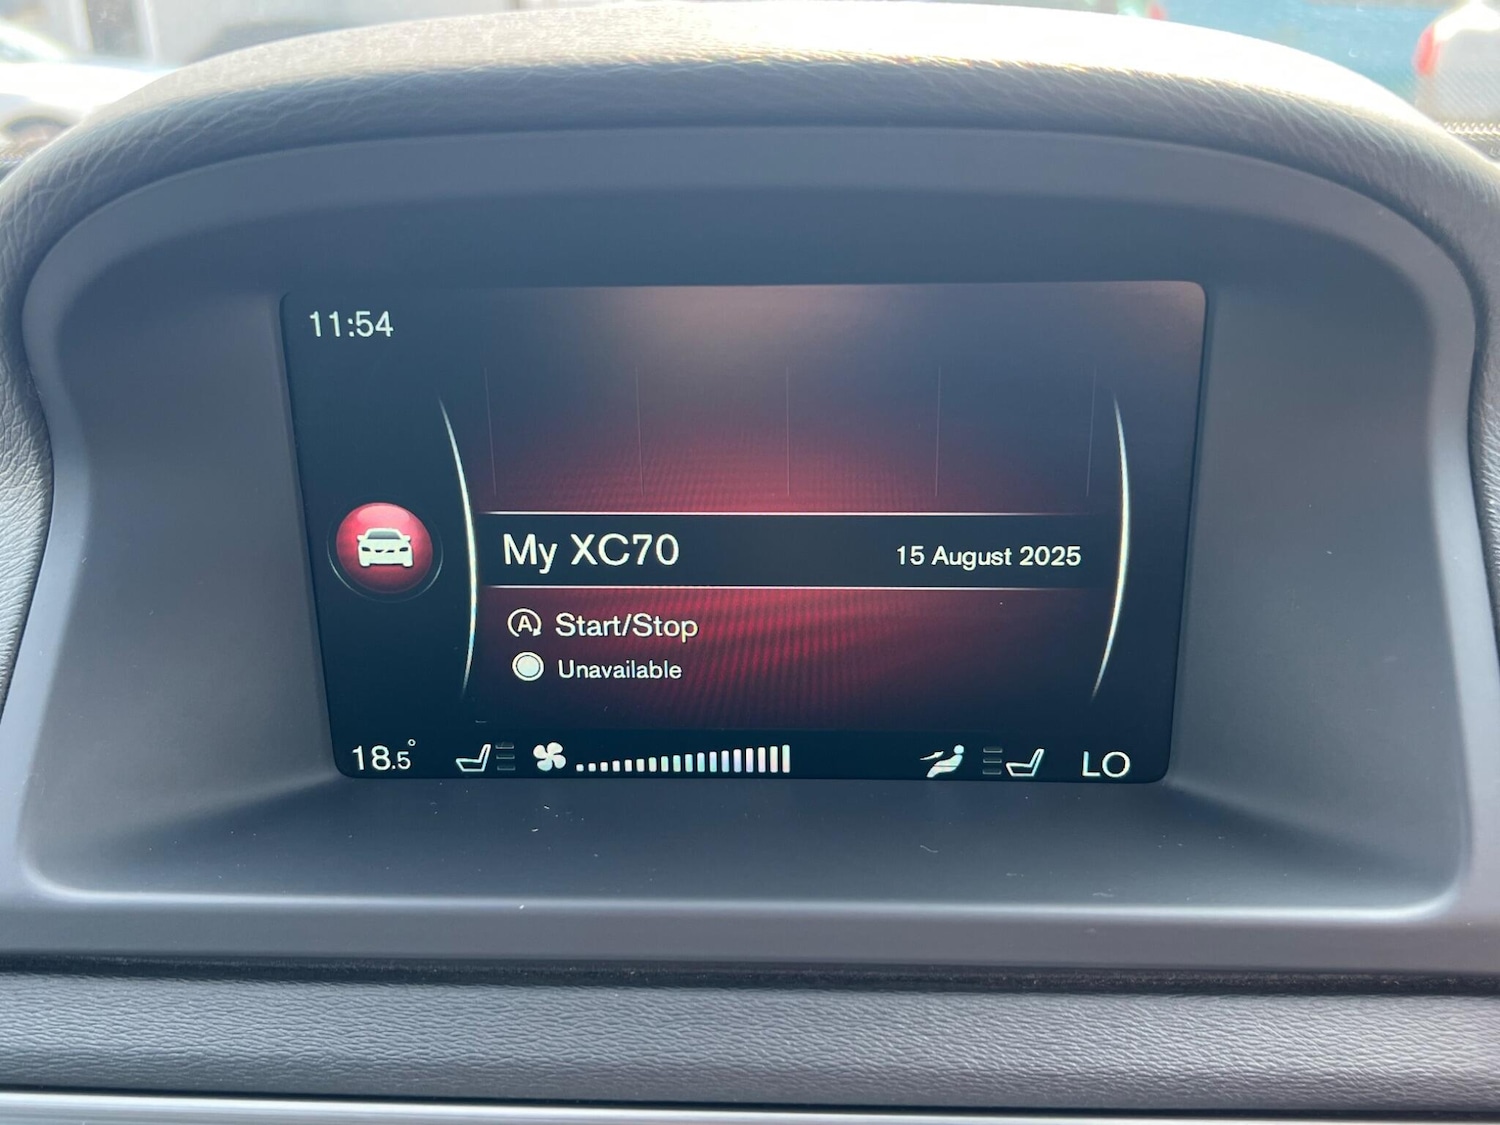 11:54
My XC70 15 August 2025
A Start/Stop
Unavailable
18.5° LO